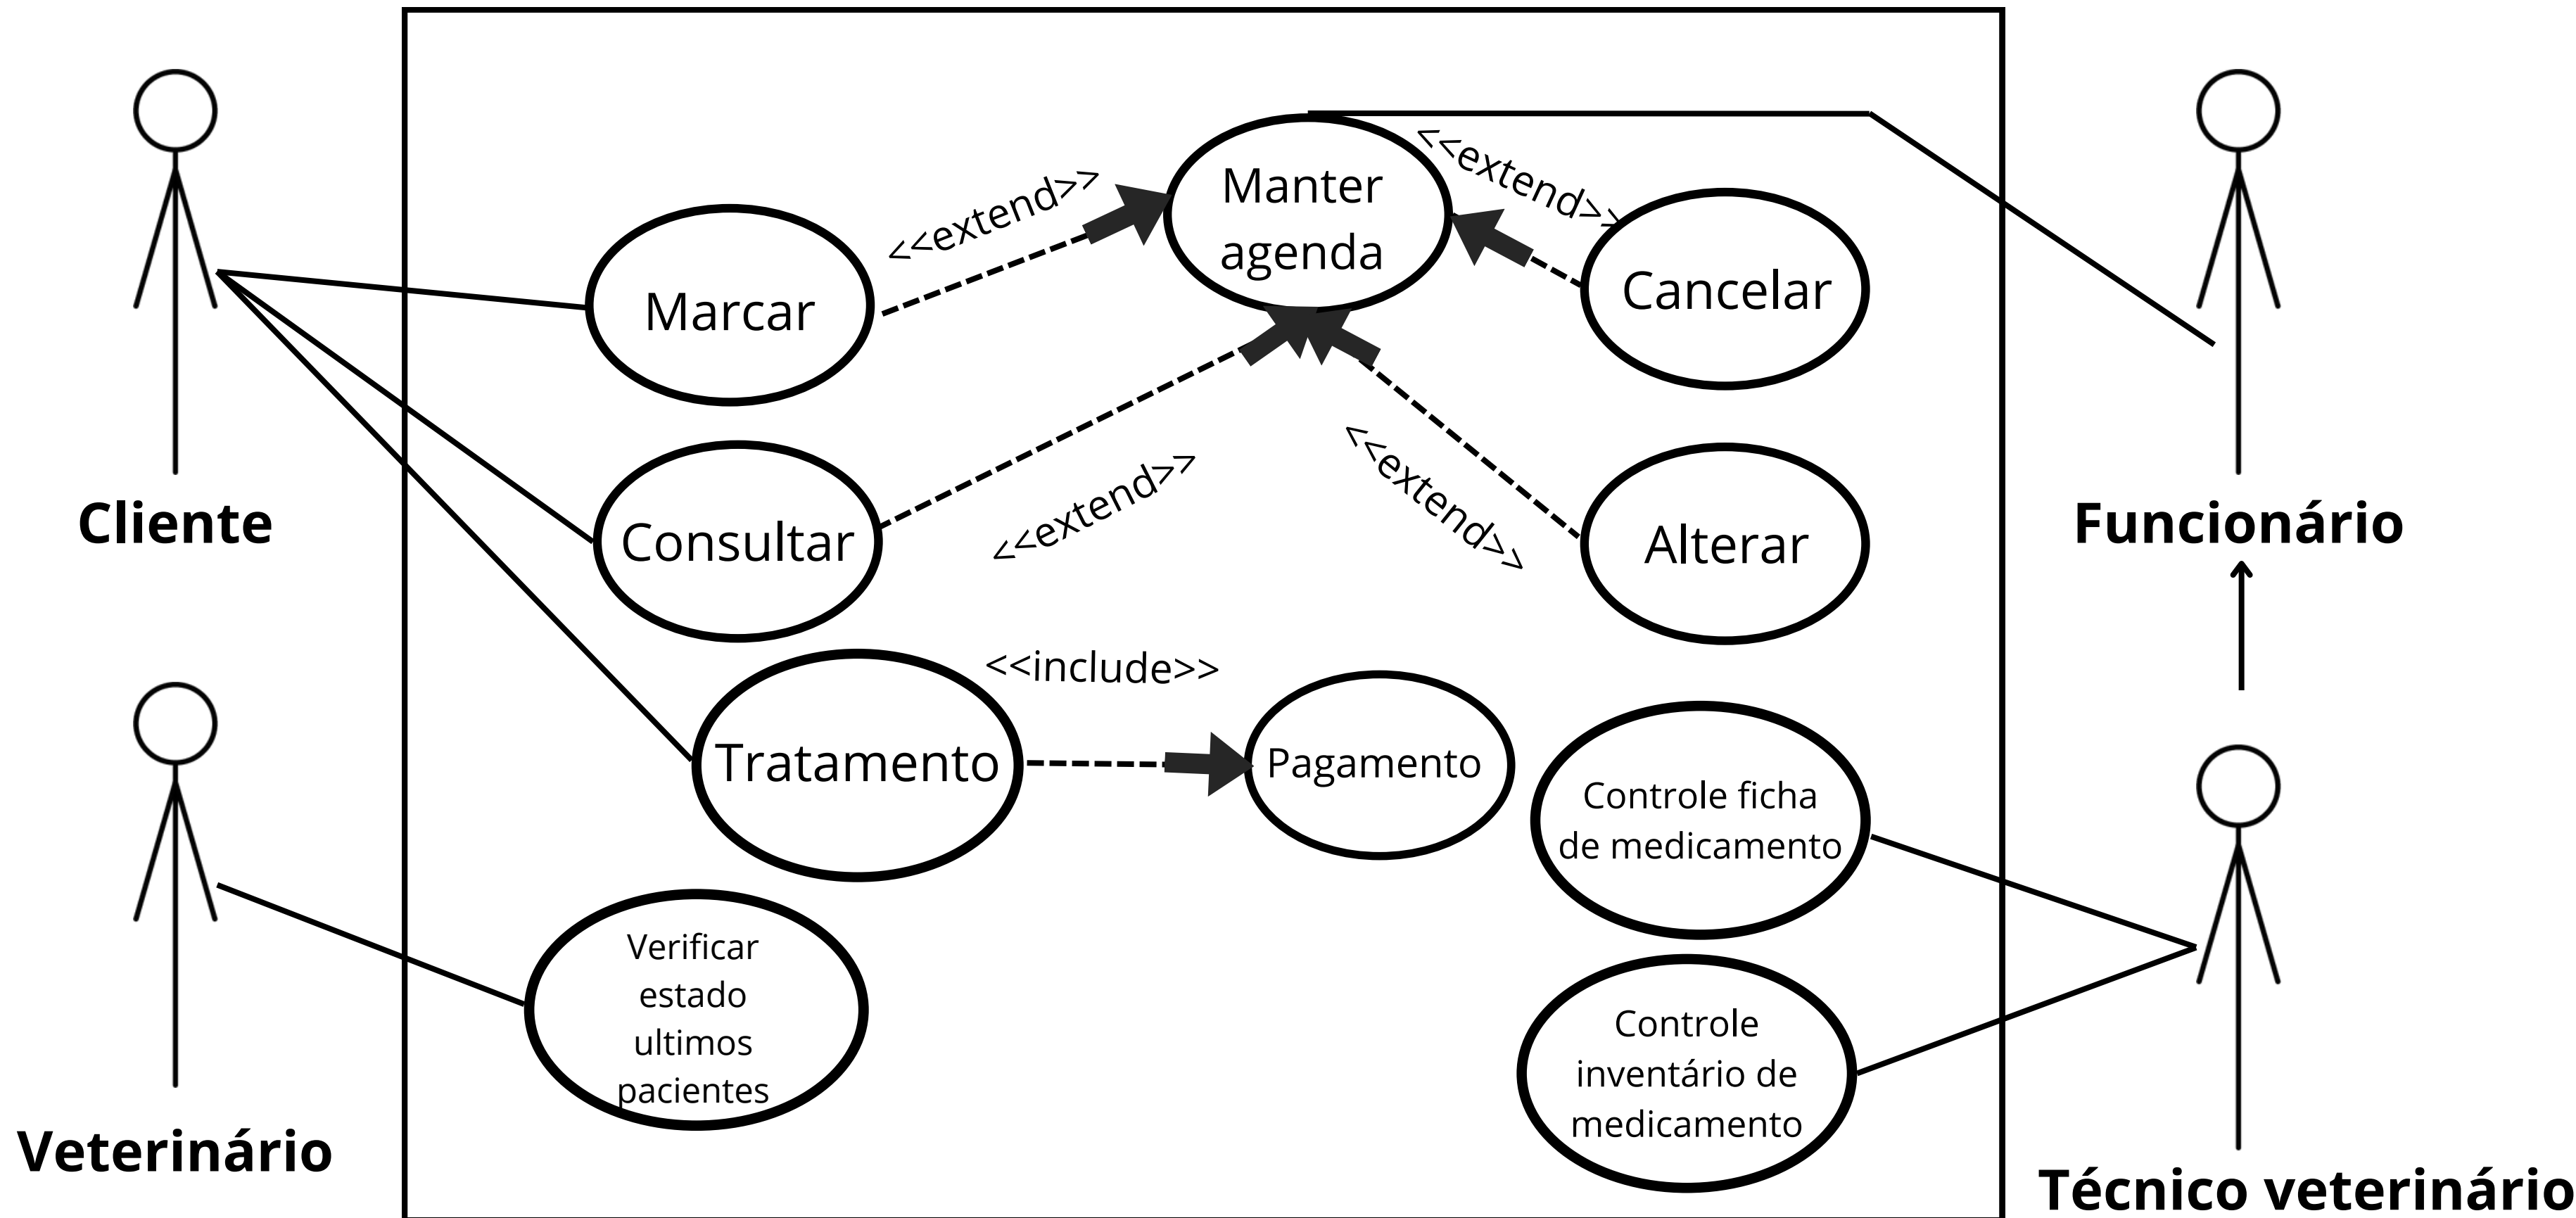 <<extend>>
<<extend>>
Manter
agenda
Marcar
Cancelar
Cliente
Funcionário
Consultar
<<extend>>
<<extend>>
Alterar
<<include>>
Tratamento
Pagamento
Controle ficha
de medicamento
Verificar
estado
ultimos
pacientes
Controle
inventário de
medicamento
Veterinário
Técnico veterinário